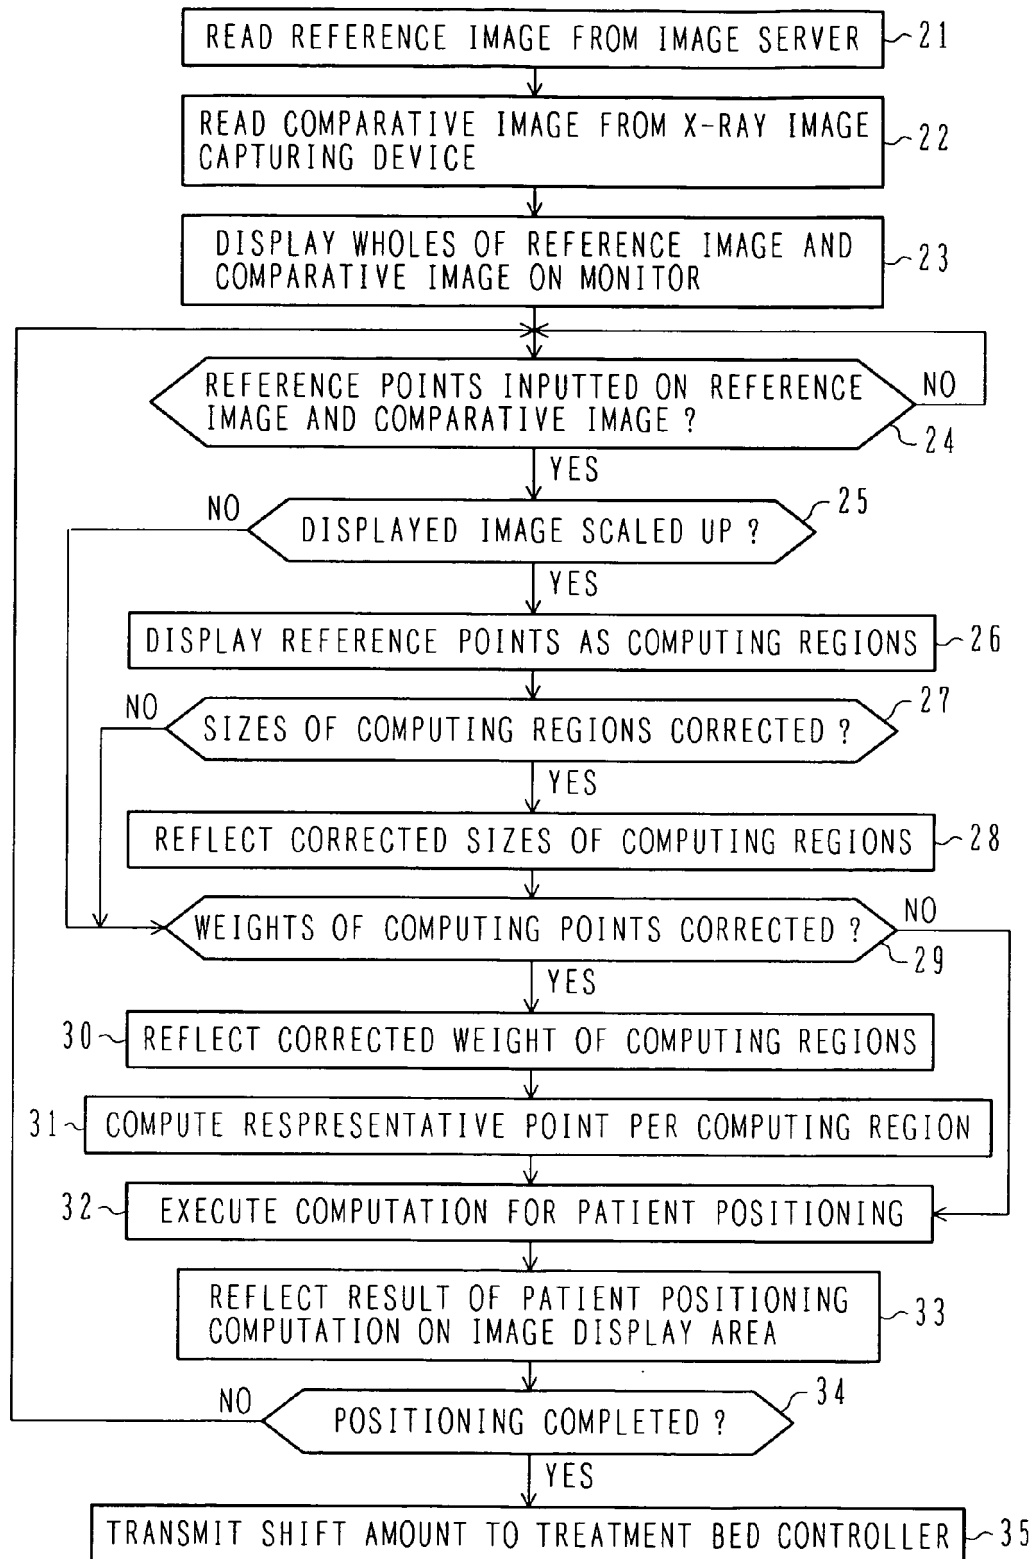 READ REFERENCE IMAGE FROM IMAGE SERVER
21
READ COMPARATIVE IMAGE FROM X-RAY IMAGE
CAPTURING DEVICE
22
DISPLAY WHOLES OF REFERENCE IMAGE AND
COMPARATIVE IMAGE ON MONITOR
23
REFERENCE POINTS INPUTTED ON REFERENCE
IMAGE AND COMPARATIVE IMAGE ?
NO
24
YES
NO
DISPLAYED IMAGE SCALED UP ?
25
YES
DISPLAY REFERENCE POINTS AS COMPUTING REGIONS
26
NO
SIZES OF COMPUTING REGIONS CORRECTED ?
27
YES
REFLECT CORRECTED SIZES OF COMPUTING REGIONS
28
WEIGHTS OF COMPUTING POINTS CORRECTED ?
NO
29
YES
30
REFLECT CORRECTED WEIGHT OF COMPUTING REGIONS
31
COMPUTE RESPRESENTATIVE POINT PER COMPUTING REGION
32
EXECUTE COMPUTATION FOR PATIENT POSITIONING
REFLECT RESULT OF PATIENT POSITIONING
COMPUTATION ON IMAGE DISPLAY AREA
33
NO
POSITIONING COMPLETED ?
34
YES
TRANSMIT SHIFT AMOUNT TO TREATMENT BED CONTROLLER
35